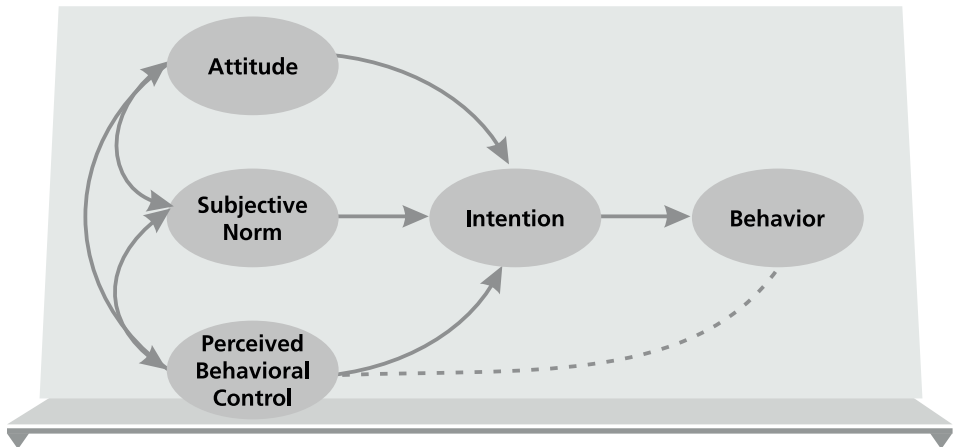 Attitude
Subjective
Norm
Intention
Behavior
Perceived
Behavioral
Control